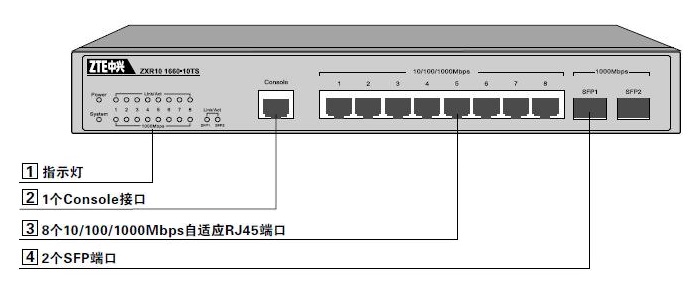 ZTE中兴
ZXR10 1660-10TS
Console
10/100/1000Mbps
1000Mbps
1 2 3 4 5 6 7 8
SFP1 SFP2
Power
Link/Act
1 2 3 4 5 6 7 8
System
1000Mbps
Link/Act
SFP1 SFP2
1 指示灯
2 1个Console接口
3 8个10/100/1000Mbps自适应RJ45端口
4 2个SFP端口